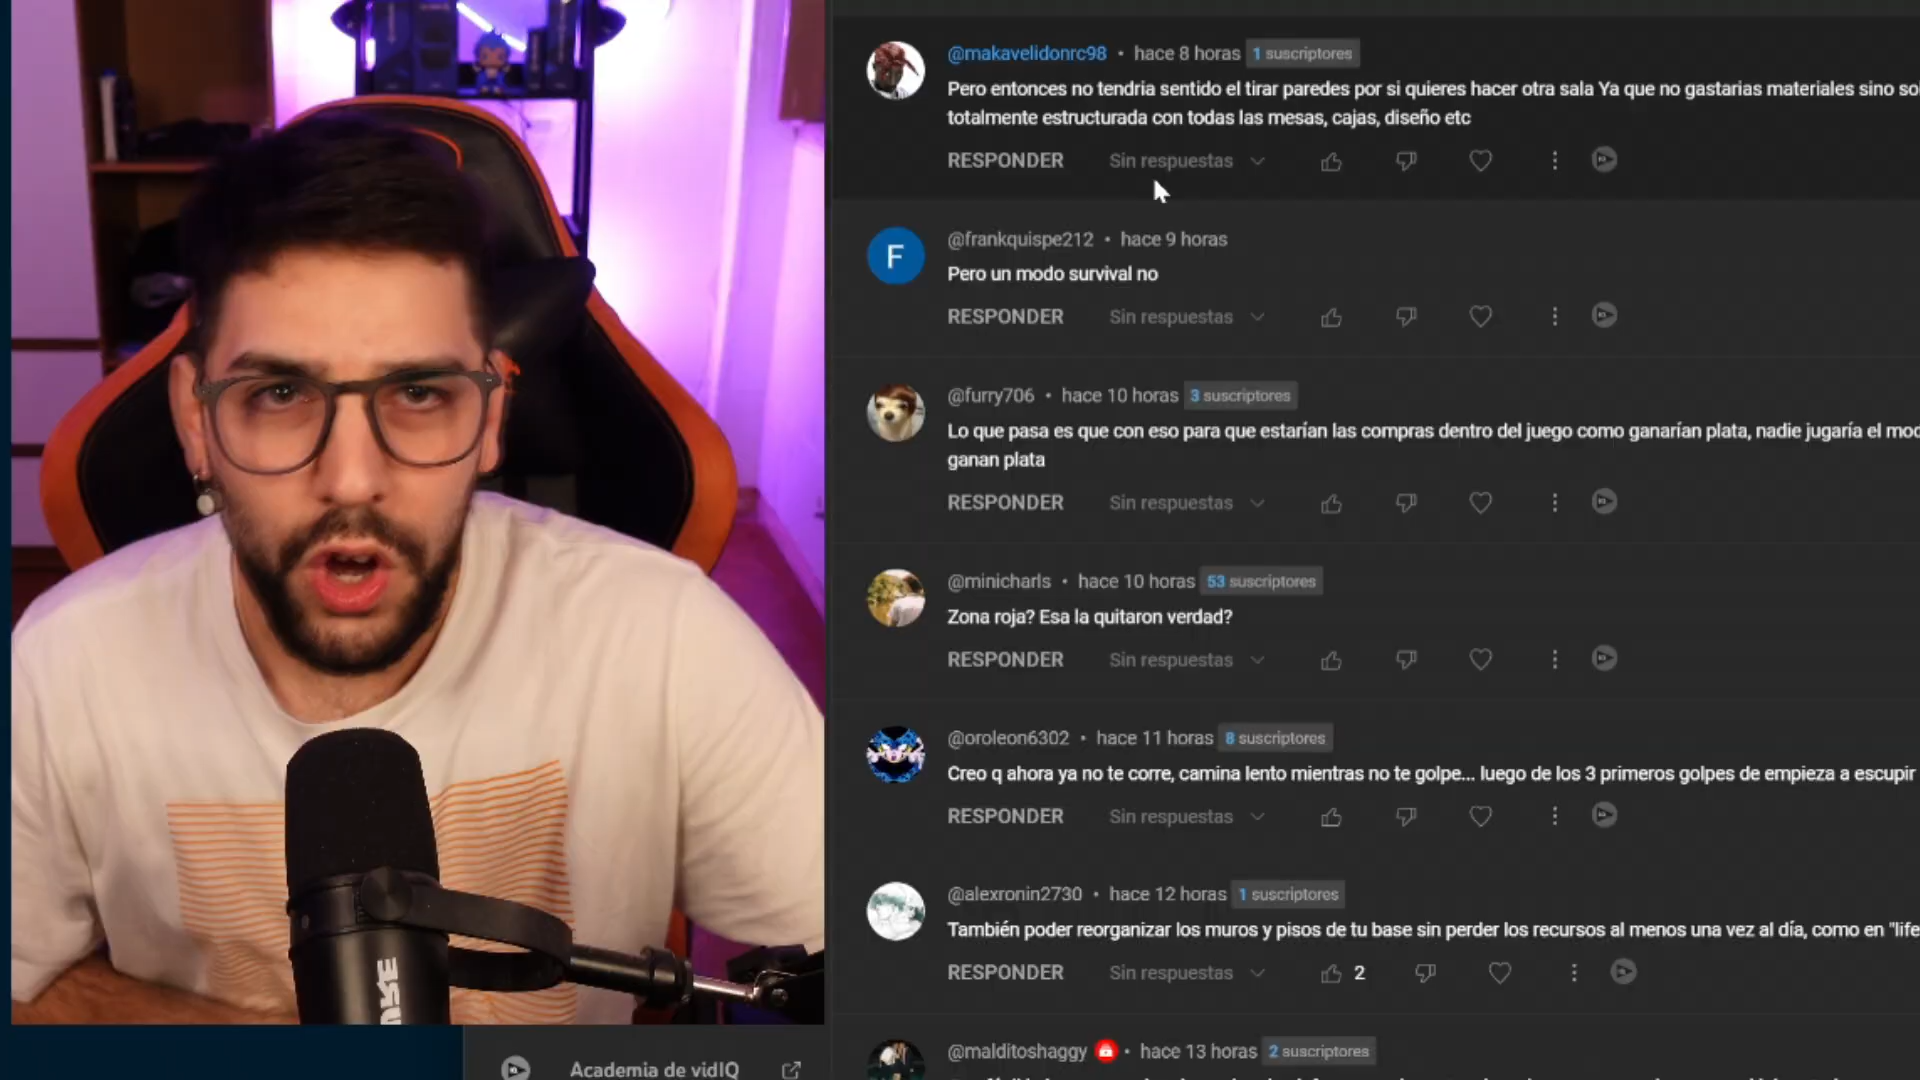 @makavelidonrc98 • hace 8 horas 1 suscriptores
Pero entonces no tendria sentido el tirar paredes por si quieres hacer otra sala Ya que no gastarias materiales sino
totalmente estructurada con todas las mesas, cajas, diseño etc
RESPONDER Sin respuestas
F
@frankquispe212 • hace 9 horas
Pero un modo survival no
RESPONDER Sin respuestas
@furry706 • hace 10 horas 3 suscriptores
Lo que pasa es que con eso para que estarían las compras dentro del juego como ganarían plata, nadie jugaría el
ganan plata
RESPONDER Sin respuestas
@minicharls • hace 10 horas 53 suscriptores
Zona roja? Esa la quitaron verdad?
RESPONDER Sin respuestas
@oroleon6302 • hace 11 horas 8 suscriptores
Creo q ahora ya no te corre, camina lento mientras no te golpe... luego de los 3 primeros golpes de empieza a escupir
RESPONDER Sin respuestas
@alexronin2730 • hace 12 horas 1 suscriptores
También poder reorganizar los muros y pisos de tu base sin perder los recursos al menos una vez al día, como en "life
RESPONDER Sin respuestas 2
@malditoshaggy • hace 13 horas 2 suscriptores
Academia de vidIQ